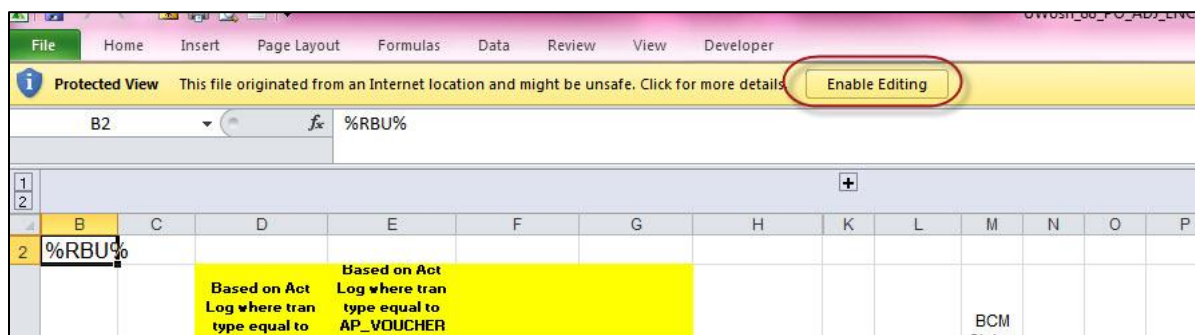 File Home Insert Page Layout Formulas Data Review View Developer
Protected View This file originated from an Internet location and might be unsafe. Click for more details. Enable Editing
B2 fx %RBU%
1
2
B C D E F G H K L M N O P
2 %RBU%
Based on Act
Log where tran
type equal to
Based on Act
Log where tran
type equal to
AP_VOUCHER
BCM